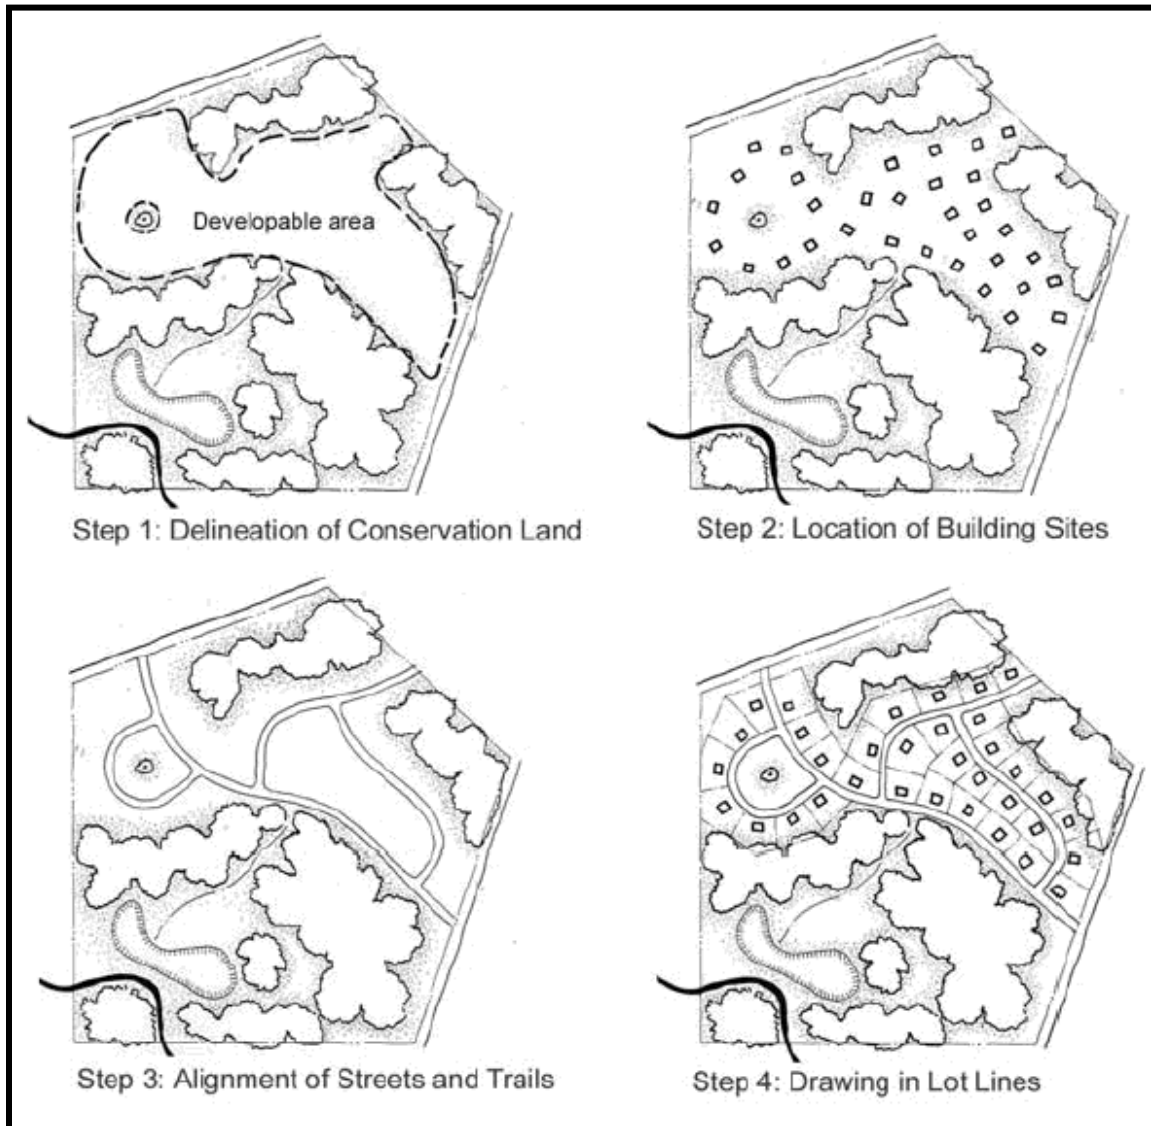 Developable area
Step 1: Delineation of Conservation Land
Step 2: Location of Building Sites
Step 3: Alignment of Streets and Trails
Step 4: Drawing in Lot Lines